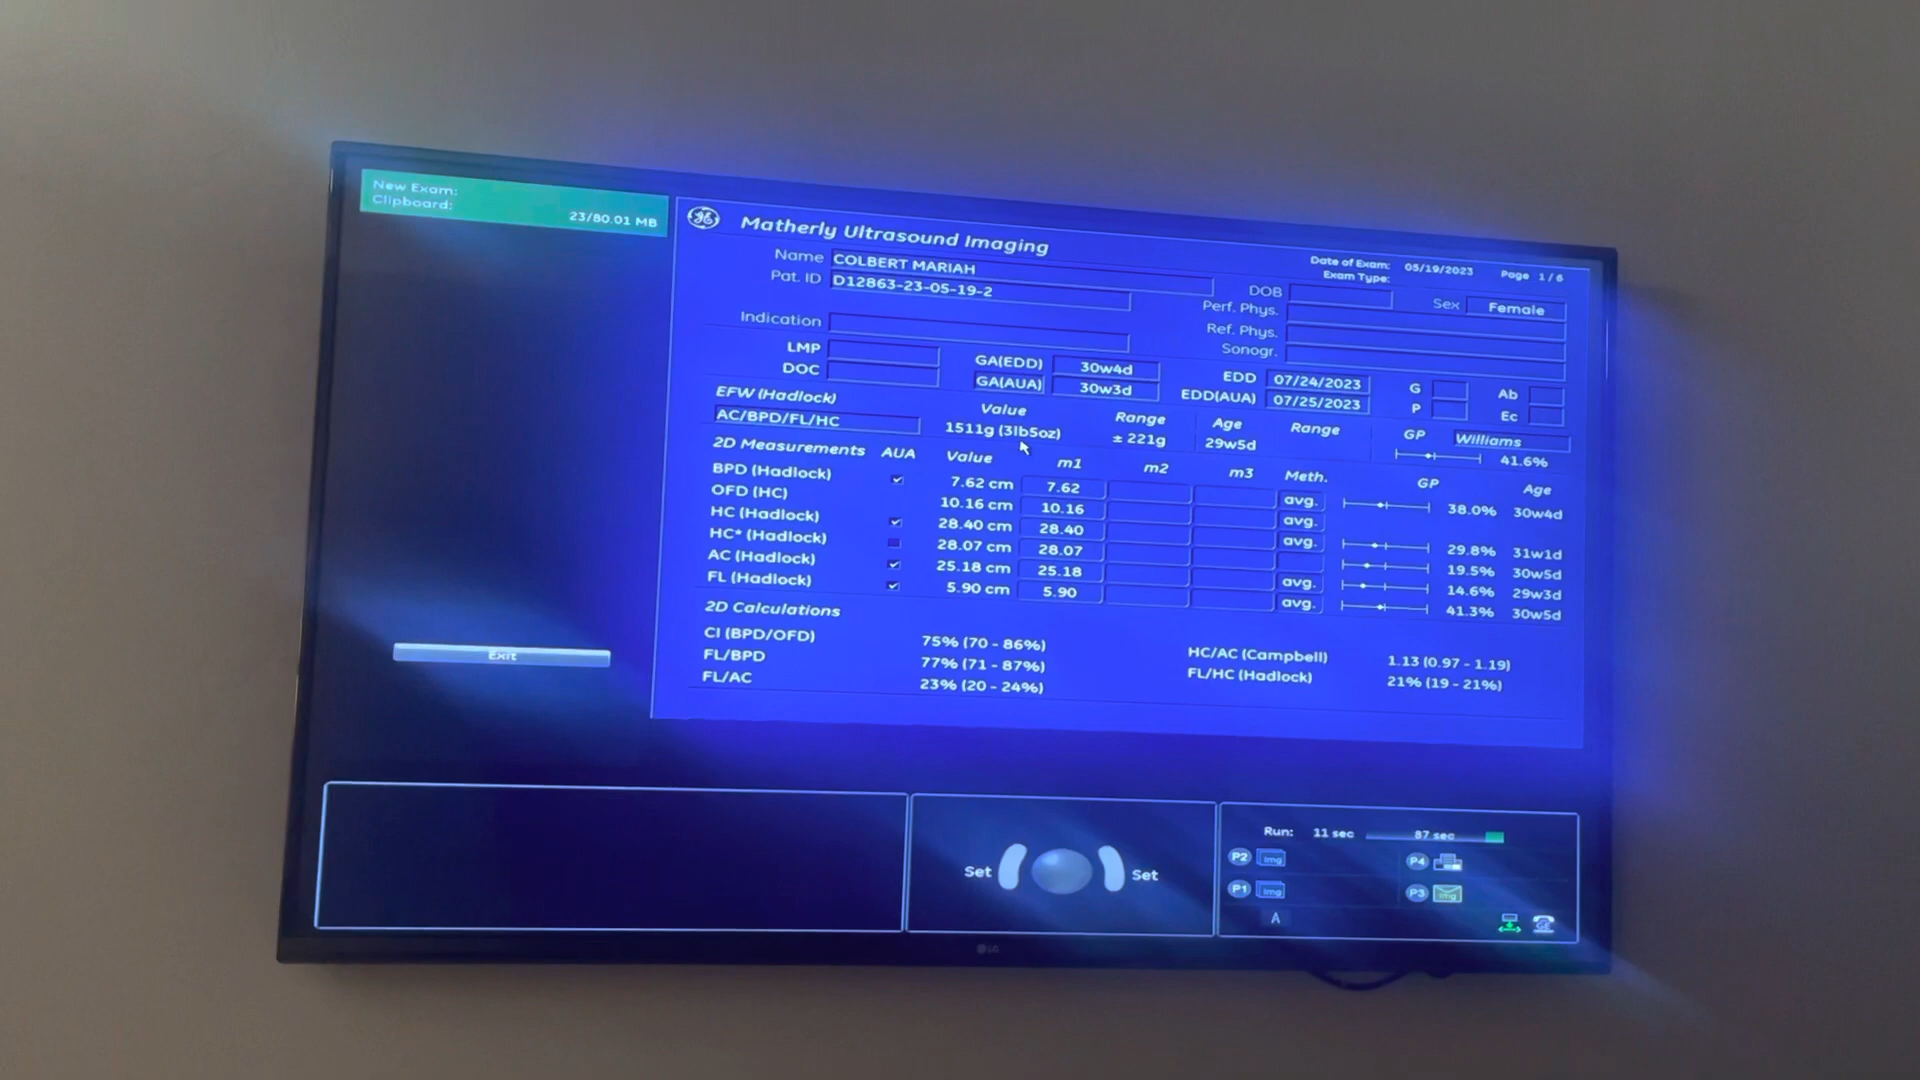 New Exam:
Clipboard:
23/80.01 MB
Matherly Ultrasound Imaging
Name COLBERT MARIAH
Pat. ID D12863-23-05-19-2
Date of Exam: 05/19/2023 Page 1/6
Exam Type:
DOB Sex Female
Perf. Phys.
Indication
Ref. Phys.
Sonogr.
LMP GA(EDD) 30w4d EDD 07/24/2023 G Ab
DOC GA(AUA) 30w3d EDD(AUA) 07/25/2023 P Ec
EFW (Hadlock) Value Range Age Range GP Williams
AC/BPD/FL/HC 1511g (3lb5oz) ± 221g 29w5d 41.6%
2D Measurements AUA Value m1 m2 m3 Meth. GP Age
BPD (Hadlock) 7.62 cm 7.62 avg. 38.0% 30w4d
OFD (HC) 10.16 cm 10.16 avg.
HC (Hadlock) 28.40 cm 28.40 avg. 29.8% 31w1d
HC* (Hadlock) 28.07 cm 28.07 19.5% 30w5d
AC (Hadlock) 25.18 cm 25.18 avg. 14.6% 29w3d
FL (Hadlock) 5.90 cm 5.90 avg. 41.3% 30w5d
2D Calculations
CI (BPD/OFD) 75% (70 - 86%) HC/AC (Campbell) 1.13 (0.97 - 1.19)
FL/BPD 77% (71 - 87%) FL/HC (Hadlock) 21% (19 - 21%)
FL/AC 23% (20 - 24%)
Exit
Set Set
Run: 11 sec 87 sec
P2 img P4
P1 img P3 img
A
GE
LG